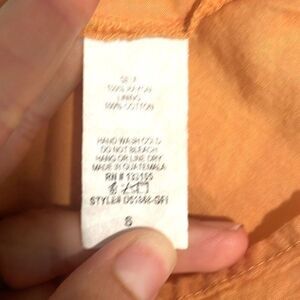 100% RAYON
LINING
100% COTTON
HAND WASH COLD
DO NOT BLEACH
HANG OR LINE DRY
MADE IN GUATEMALA
RN # 133155
STYLE#
S